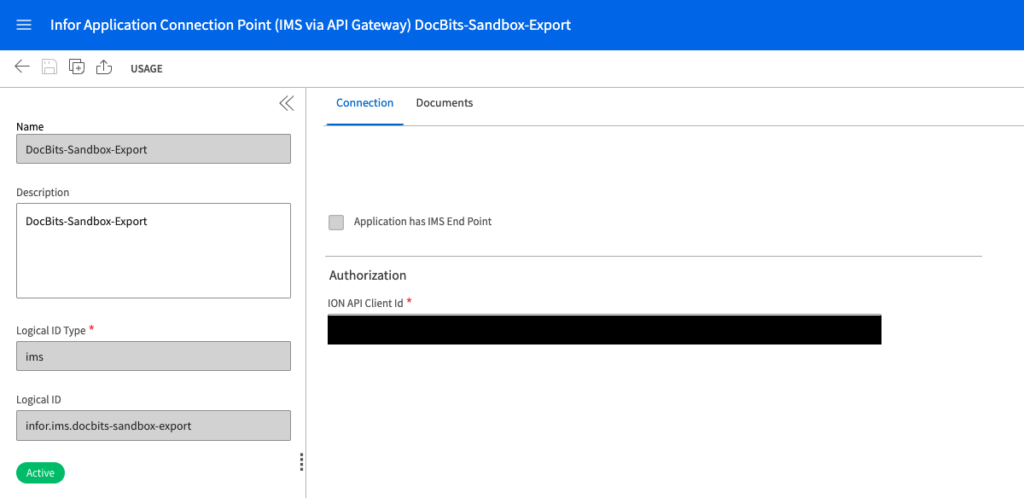 Infor Application Connection Point (IMS via API Gateway) DocBits-Sandbox-Export
USAGE
Name
DocBits-Sandbox-Export
Description
DocBits-Sandbox-Export
Logical ID Type *
ims
Logical ID
infor.ims.docbits-sandbox-export
Active
Connection Documents
Application has IMS End Point
Authorization
ION API Client Id *